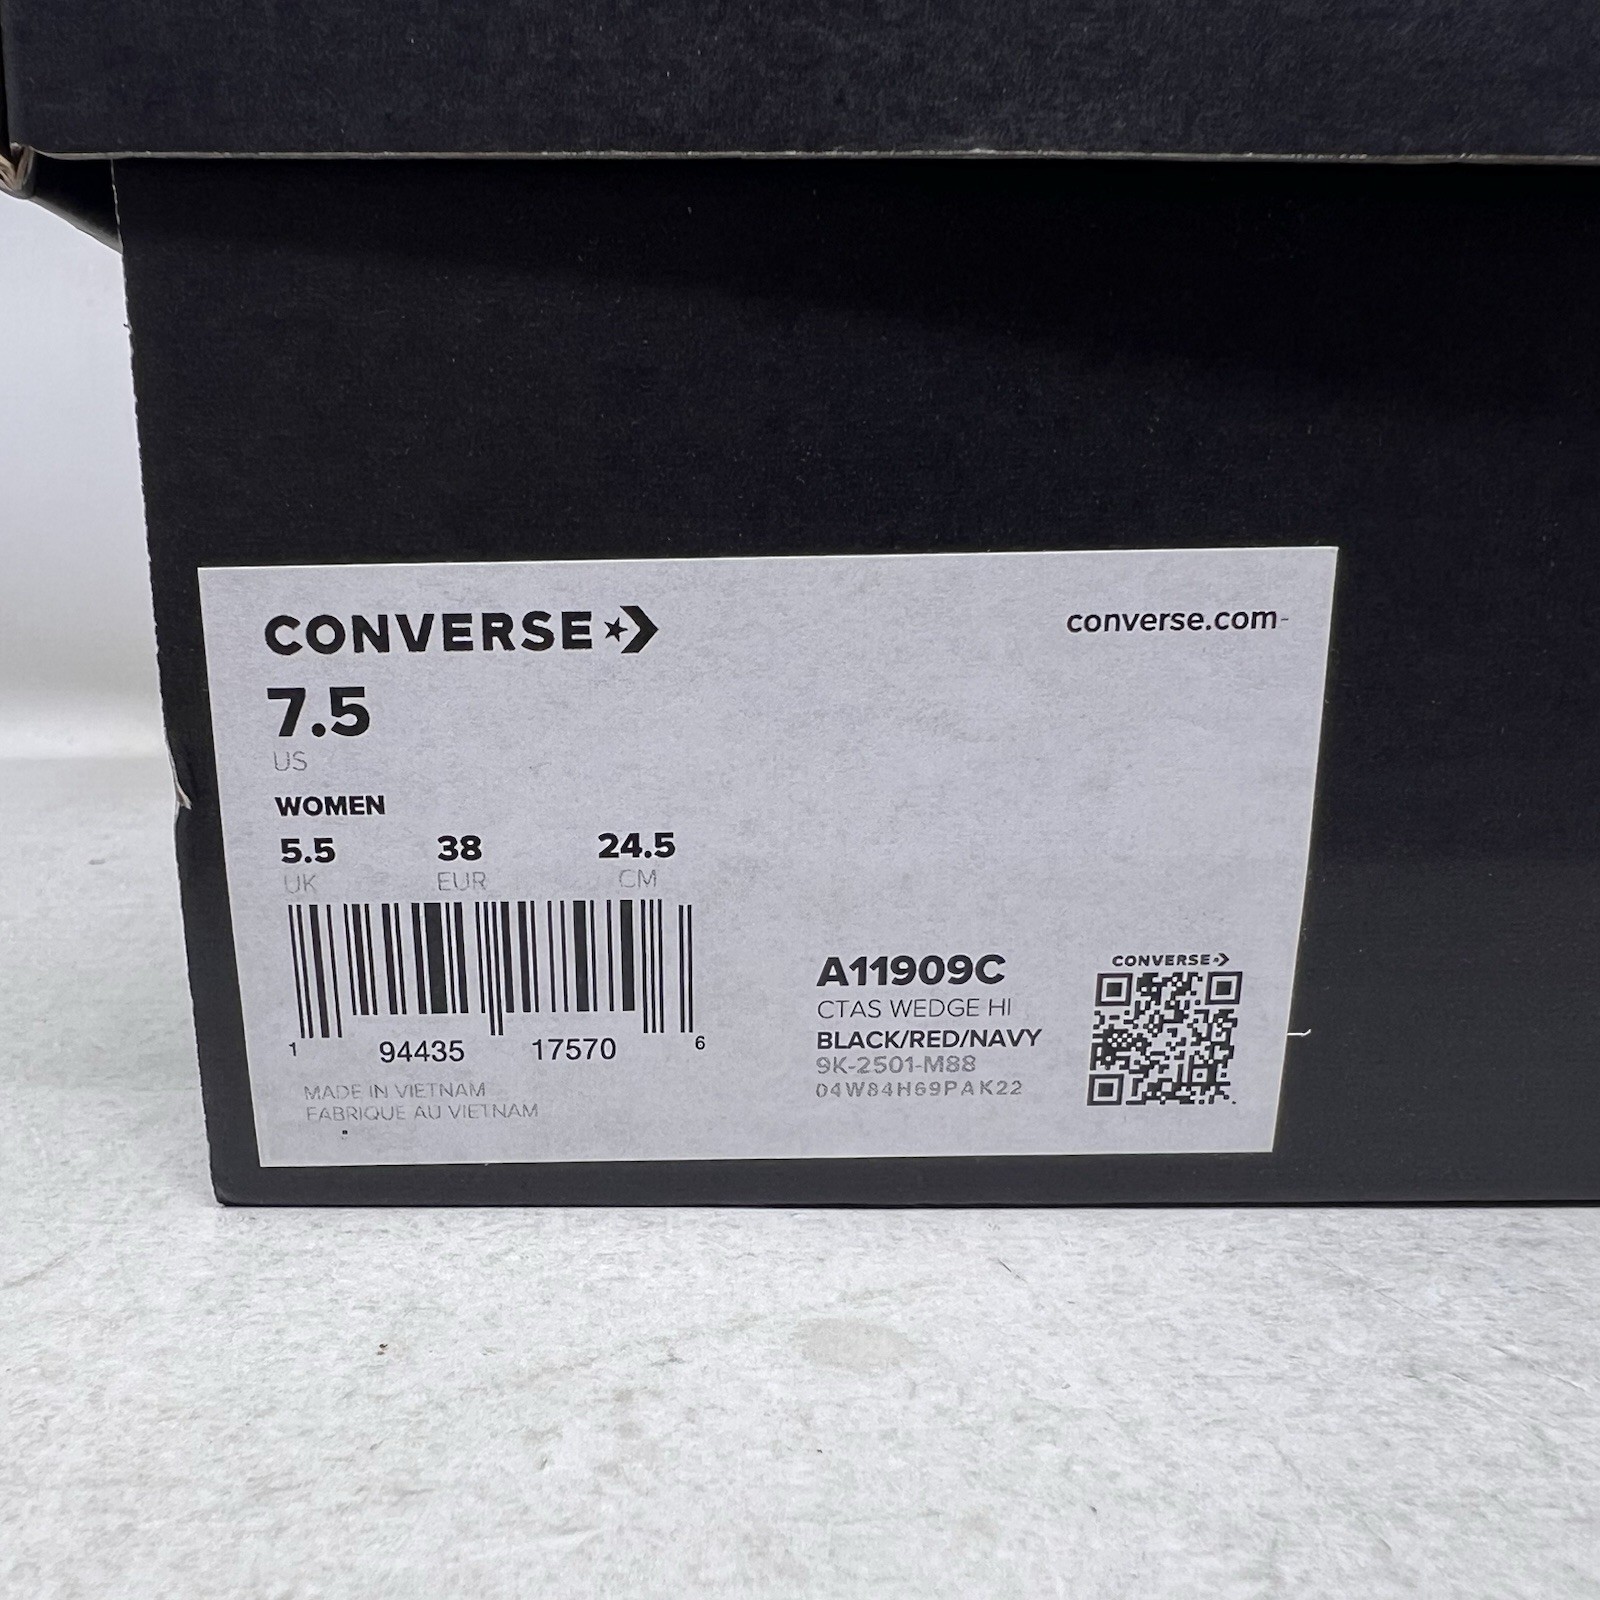 CONVERSE
converse.com
7.5
US
WOMEN
5.5 38 24.5
UK EUR CM
1 94435 17570 6
MADE IN VIETNAM
FABRIQUE AU VIETNAM
A11909C
CTAS WEDGE HI
BLACK/RED/NAVY
9K-2501-M88
04W84H69PAK22
CONVERSE